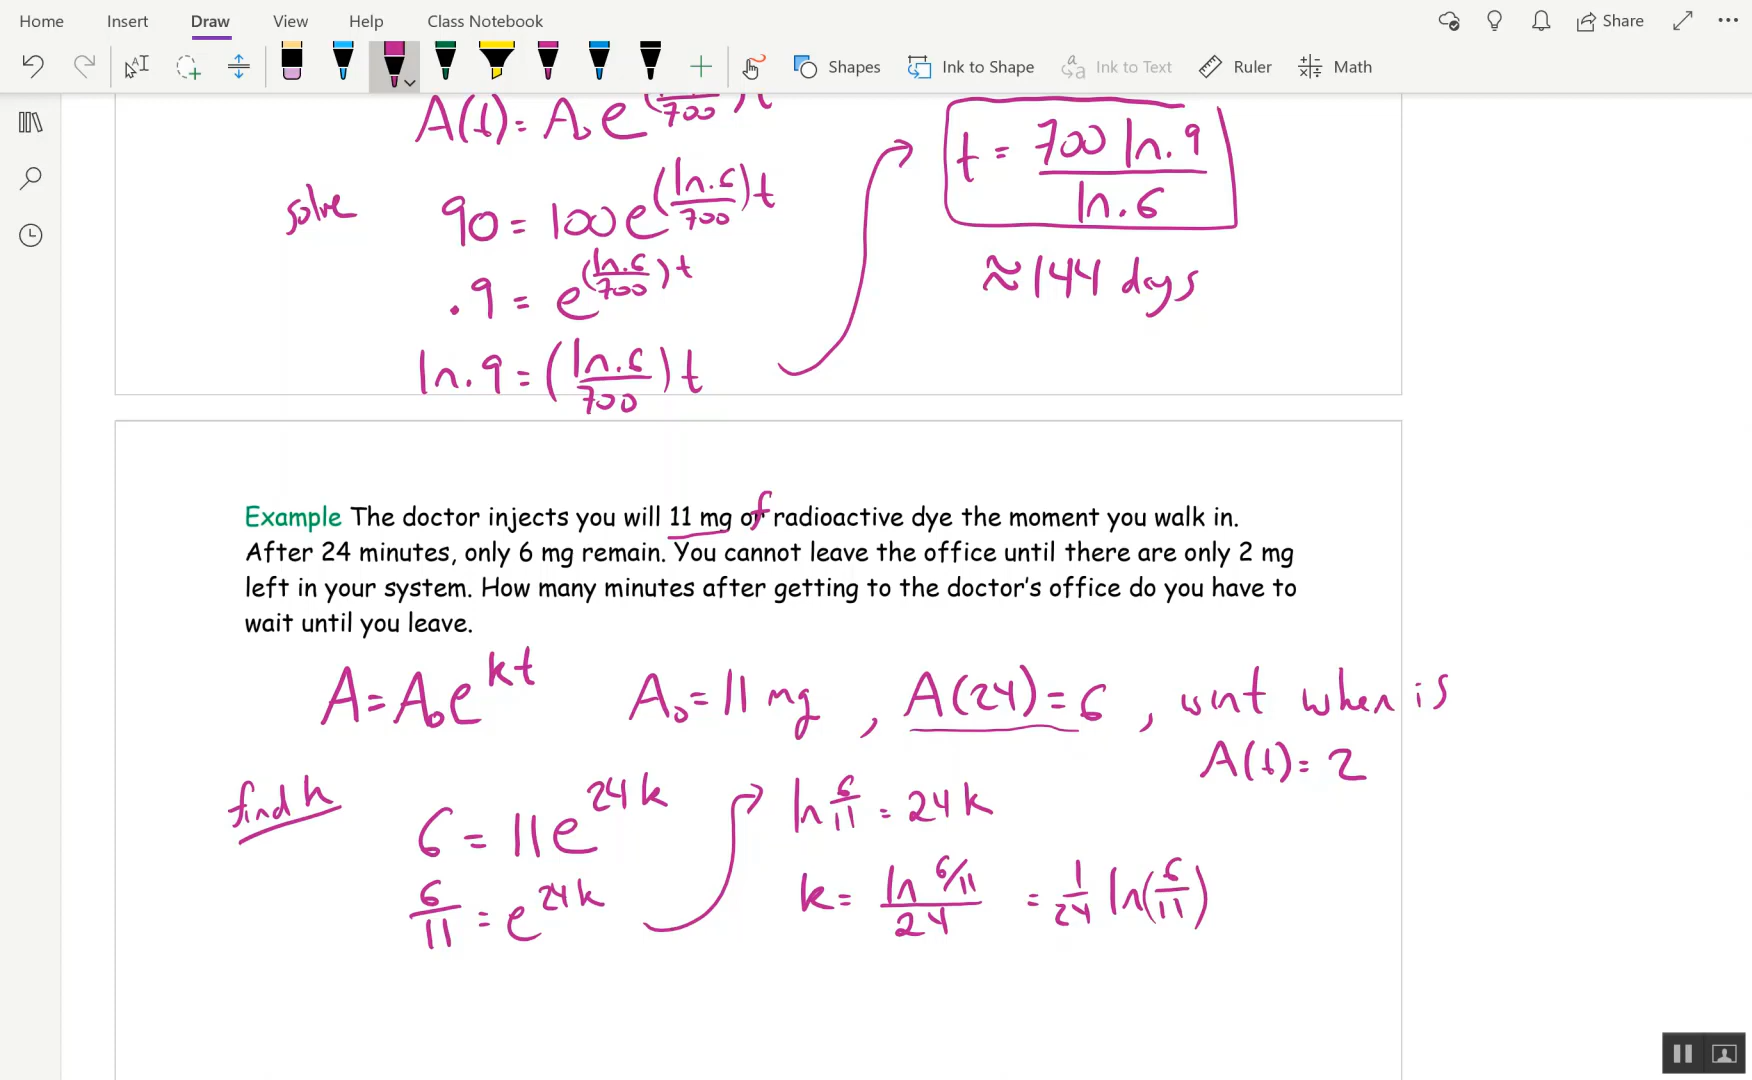 Home Insert Draw View Help Class Notebook Share
Shapes Ink to Shape Ink to Text Ruler Math
A(t) = A₀ e^(/700)t
solve 90 = 100 e^(ln .6/700)t
.9 = e^(ln .6/700)t
ln .9 = (ln .6/700) t
t = 700 ln .9 / ln .6
≈ 144 days
Example The doctor injects you will 11 mg of radioactive dye the moment you walk in.
After 24 minutes, only 6 mg remain. You cannot leave the office until there are only 2 mg
left in your system. How many minutes after getting to the doctor's office do you have to
wait until you leave.
A = A₀ e^kt A₀ = 11 mg , A(24) = 6 , wnt when is
A(t) = 2
find k 6 = 11 e^24k
6/11 = e^24k
ln 6/11 = 24k
k = ln 6/11 / 24 = 1/24 ln(6/11)